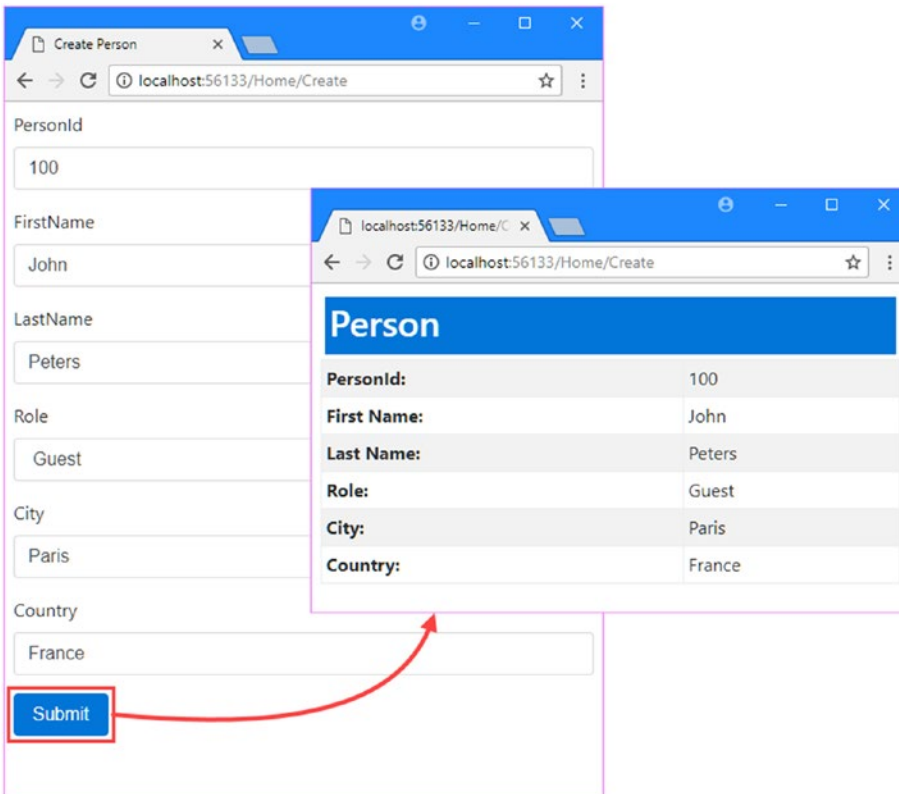 Create Person
localhost:56133/Home/Create
PersonId
100
FirstName
John
LastName
Peters
Role
Guest
City
Paris
Country
France
Submit
localhost:56133/Home/C
localhost:56133/Home/Create
Person
PersonId: 100
First Name: John
Last Name: Peters
Role: Guest
City: Paris
Country: France